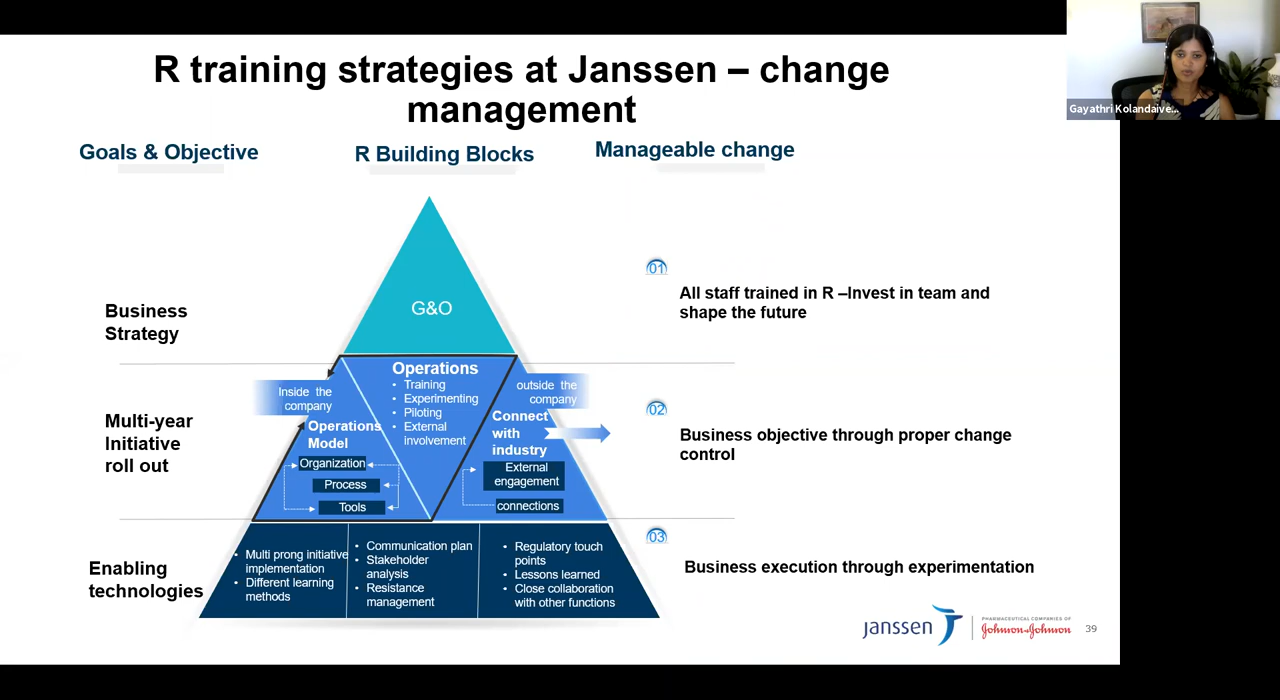 R training strategies at Janssen – change
management
Gayathri Kolandaive...
Goals & Objective
R Building Blocks
Manageable change
G&O
Business
Strategy
01
All staff trained in R –Invest in team and
shape the future
Multi-year
Initiative
roll out
Inside the
company
Operations
Model
Organization
Process
Tools
Operations
• Training
• Experimenting
• Piloting
• External
involvement
outside the
company
Connect
with
industry
External
engagement
connections
02
Business objective through proper change
control
Enabling
technologies
• Multi prong initiative
implementation
• Different learning
methods
• Communication plan
• Stakeholder
analysis
• Resistance
management
• Regulatory touch
points
• Lessons learned
• Close collaboration
with other functions
03
Business execution through experimentation
janssen
PHARMACEUTICAL COMPANIES OF
Johnson & Johnson
39